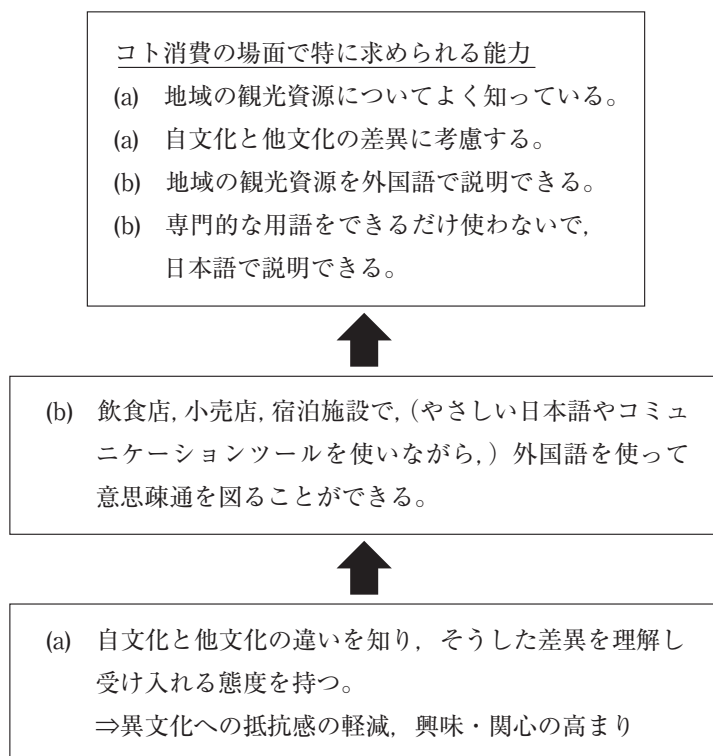 コト消費の場面で特に求められる能力
(a) 地域の観光資源についてよく知っている。
(a) 自文化と他文化の差異に考慮する。
(b) 地域の観光資源を外国語で説明できる。
(b) 専門的な用語をできるだけ使わないで,
日本語で説明できる。
(b) 飲食店, 小売店, 宿泊施設で, (やさしい日本語やコミュ
ニケーションツールを使いながら, ) 外国語を使って
意思疎通を図ることができる。
(a) 自文化と他文化の違いを知り, そうした差異を理解し
受け入れる態度を持つ。
⇒異文化への抵抗感の軽減, 興味・関心の高まり